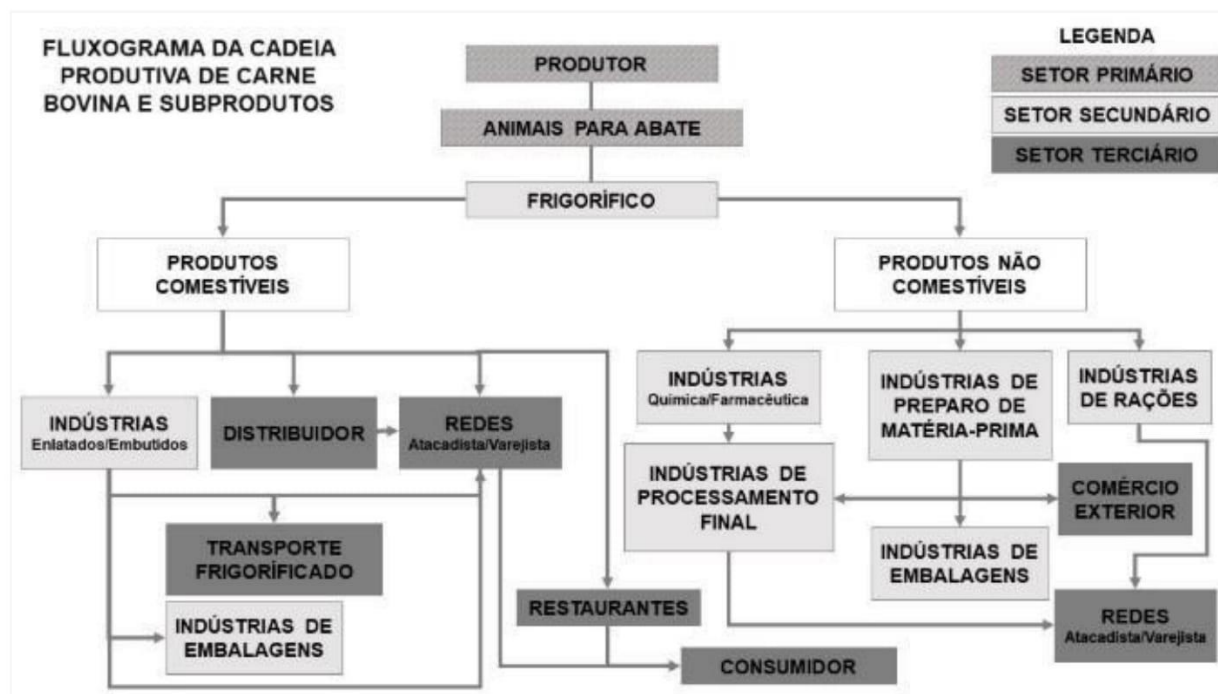 FLUXOGRAMA DA CADEIA
PRODUTIVA DE CARNE
BOVINA E SUBPRODUTOS
PRODUTOR
ANIMAIS PARA ABATE
FRIGORÍFICO
LEGENDA
SETOR PRIMÁRIO
SETOR SECUNDÁRIO
SETOR TERCIÁRIO
PRODUTOS
COMESTÍVEIS
PRODUTOS NÃO
COMESTÍVEIS
INDÚSTRIAS
Enlatados/Embutidos
DISTRIBUIDOR
REDES
Atacadista/Varejista
INDÚSTRIAS
Química/Farmacêutica
INDÚSTRIAS DE
PREPARO DE
MATÉRIA-PRIMA
INDÚSTRIAS
DE RAÇÕES
INDÚSTRIAS DE
PROCESSAMENTO
FINAL
COMÉRCIO
EXTERIOR
TRANSPORTE
FRIGORÍFICADO
INDÚSTRIAS DE
EMBALAGENS
INDÚSTRIAS DE
EMBALAGENS
RESTAURANTES
REDES
Atacadista/Varejista
CONSUMIDOR